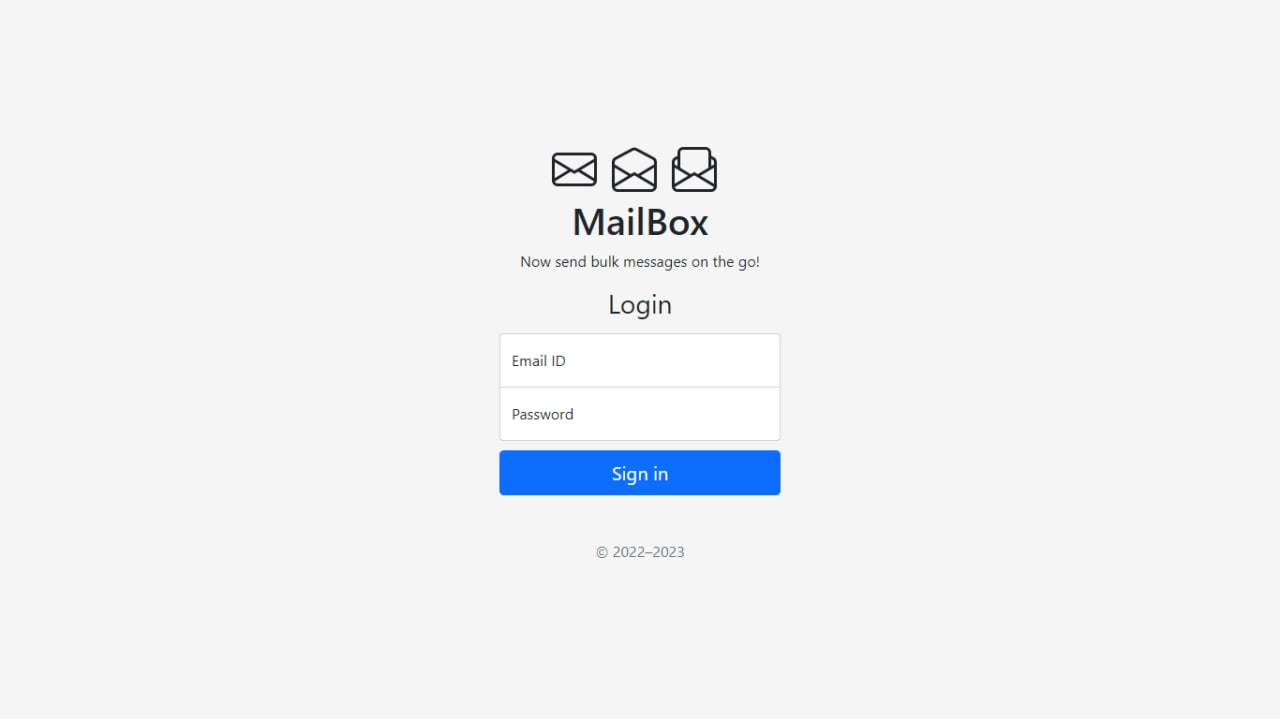 MailBox
Now send bulk messages on the go!
Login
Email ID
Password
Sign in
© 2022–2023